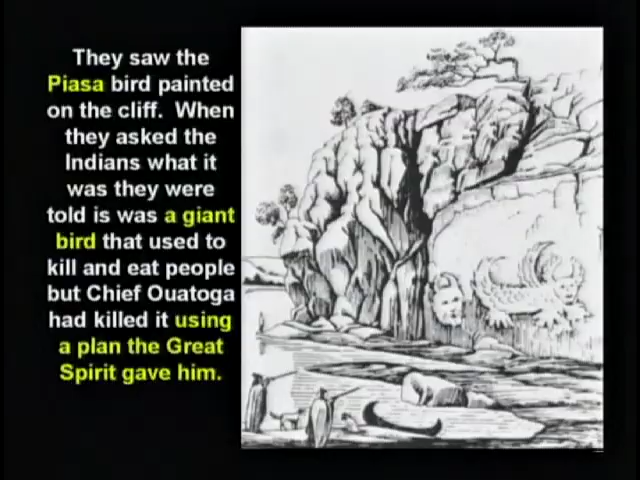 They saw the
Piasa bird painted
on the cliff.  When
they asked the
Indians what it
was they were
told is was a giant
bird that used to
kill and eat people
but Chief Ouatoga
had killed it using
a plan the Great
Spirit gave him.